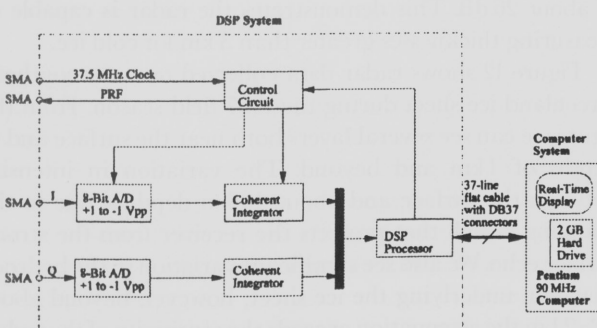 DSP System
SMA
37.5 MHz Clock
SMA
PRF
Control
Circuit
Computer
System
37-line
flat cable
with DB37
connectors
Real-Time
Display
SMA
I
8-Bit A/D
+1 to -1 Vpp
Coherent
Integrator
DSP
Processor
2 GB
Hard
Drive
SMA
Q
8-Bit A/D
+1 to -1 Vpp
Coherent
Integrator
Pentium
90 MHz
Computer